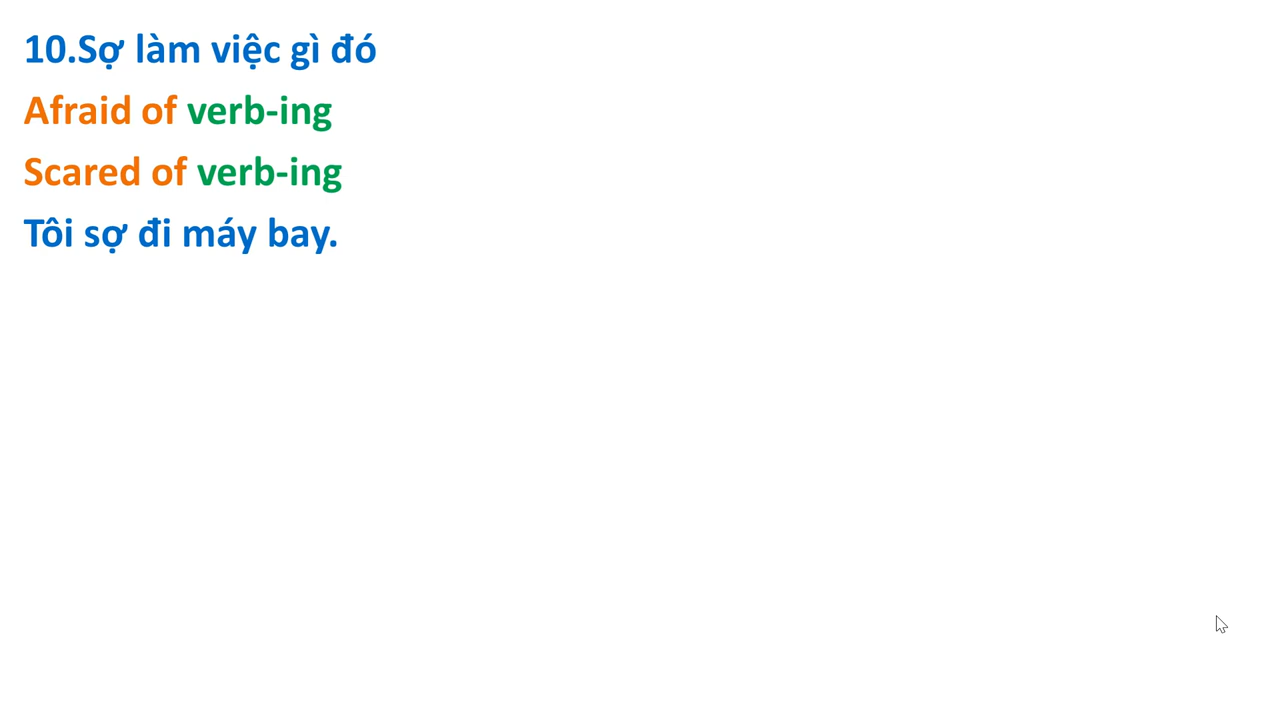 10.Sợ làm việc gì đó
Afraid of verb-ing
Scared of verb-ing
Tôi sợ đi máy bay.